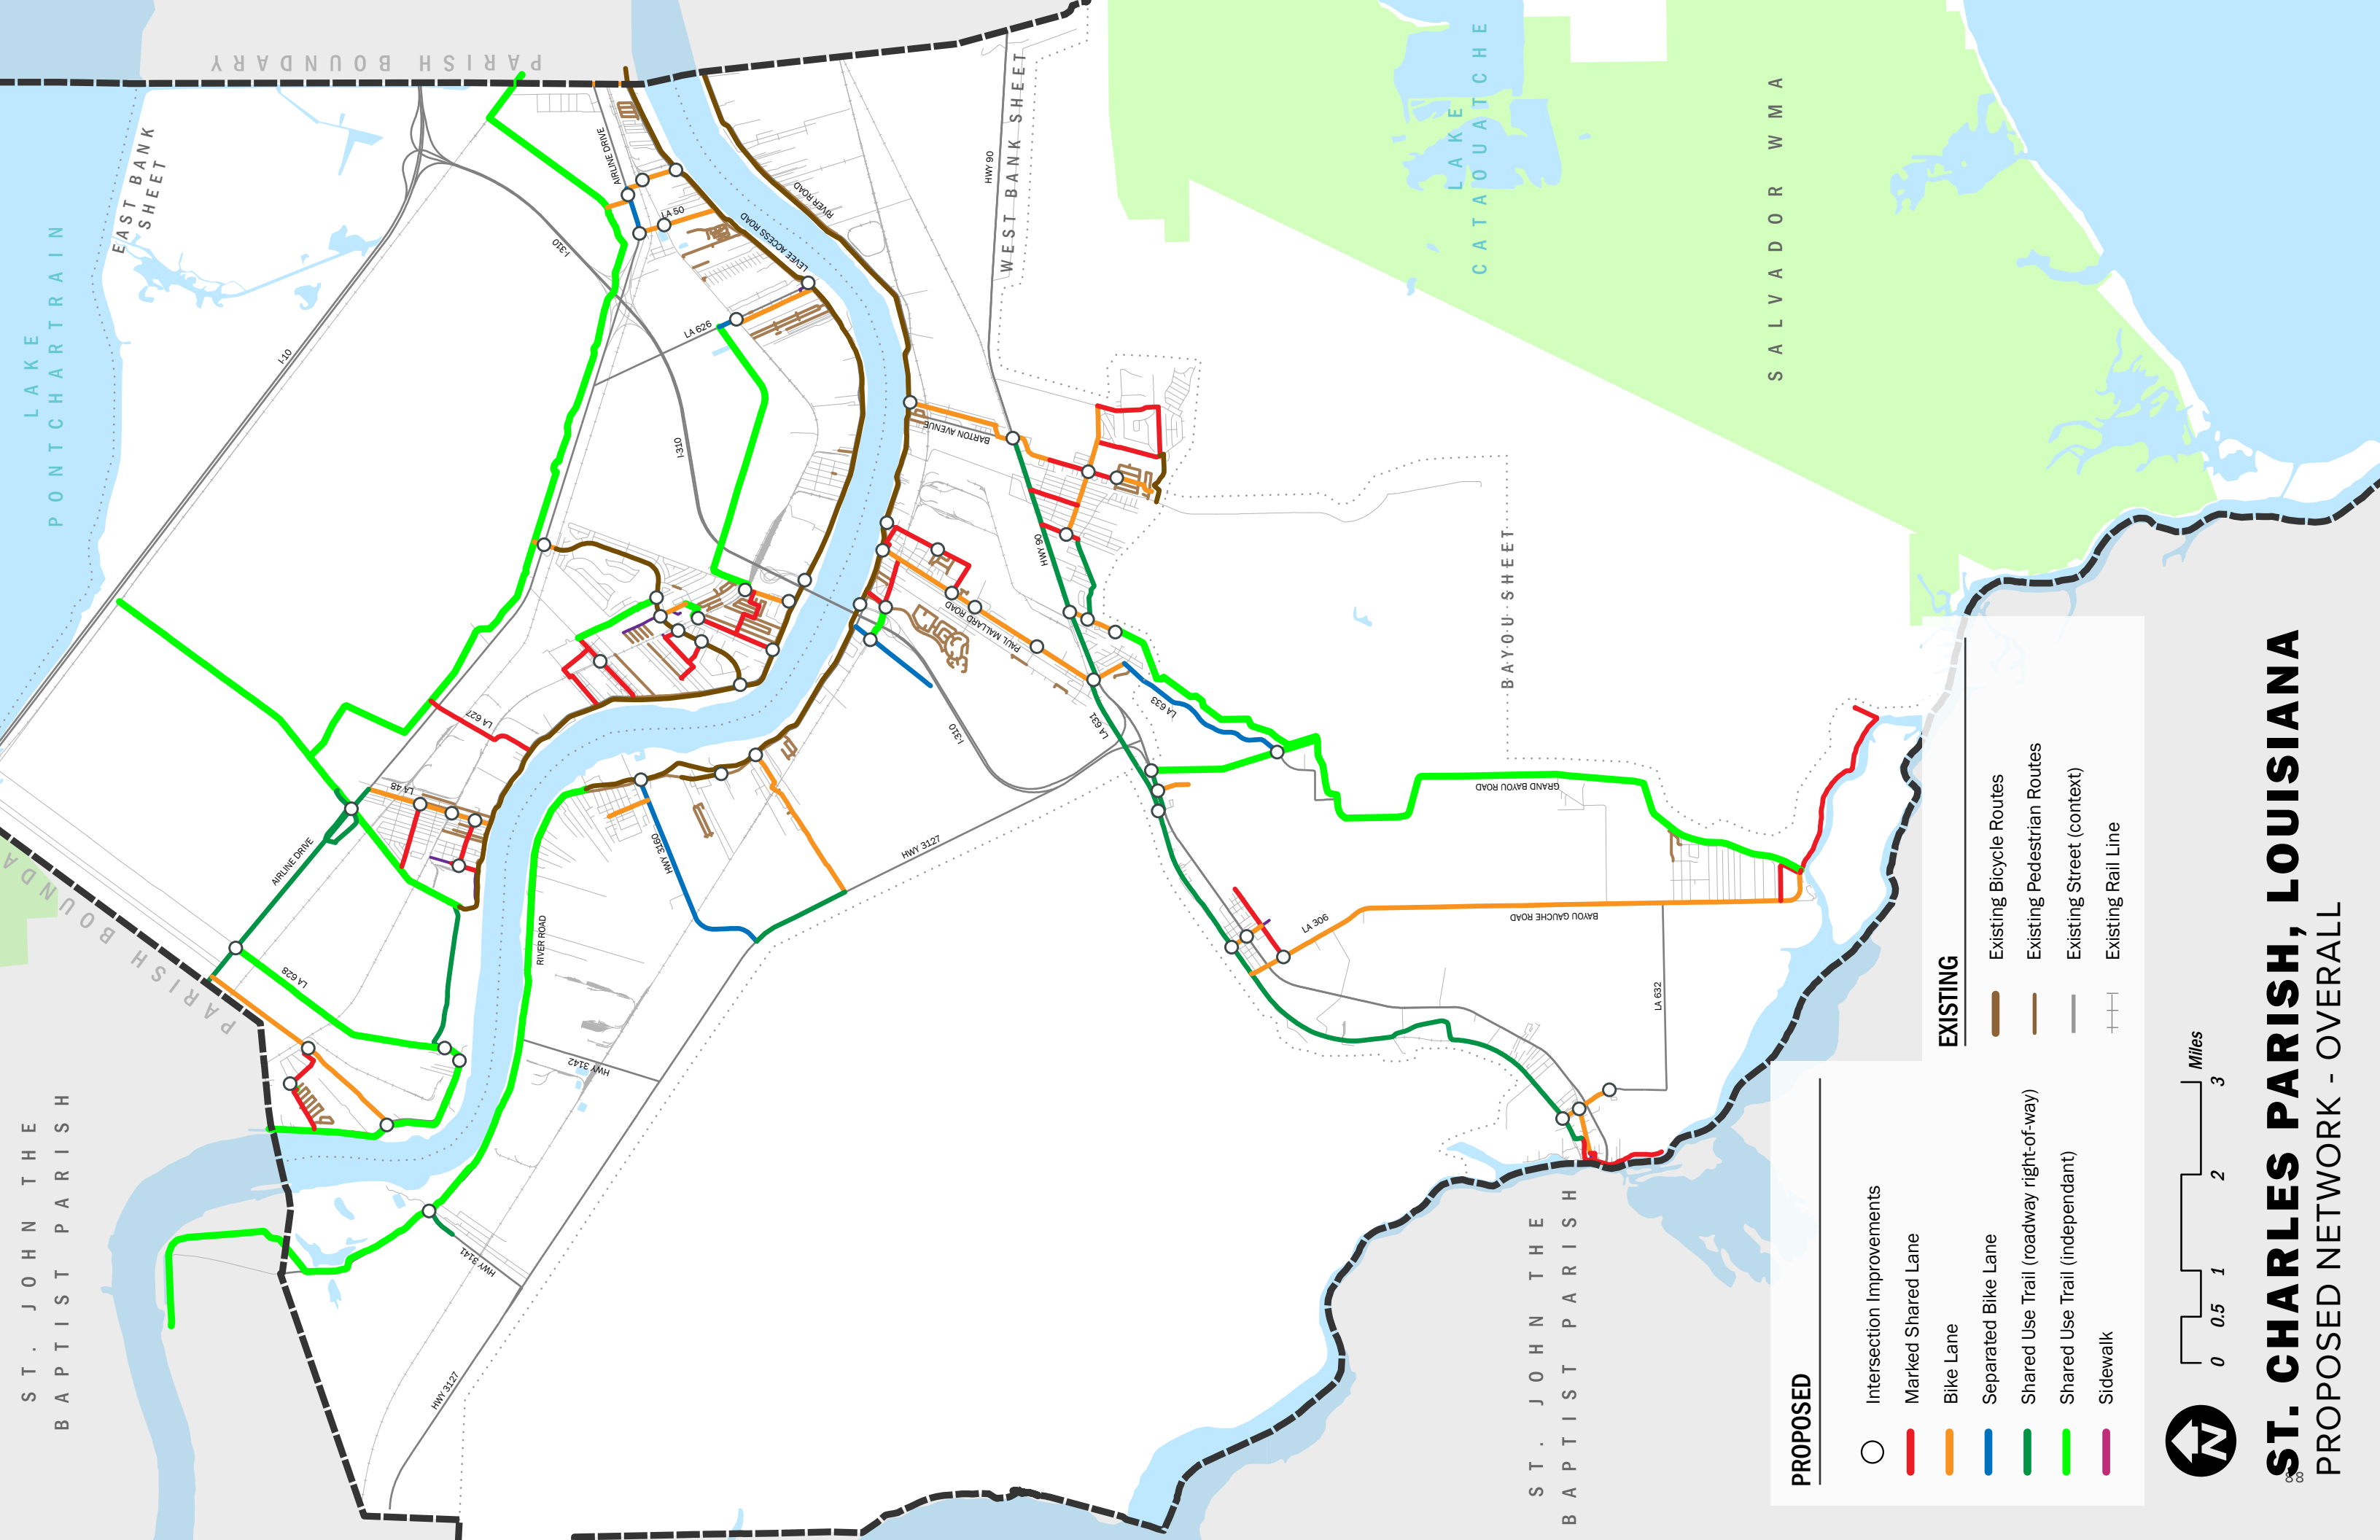 ST. CHARLES PARISH, LOUISIANA
PROPOSED NETWORK - OVERALL
88
PROPOSED
Intersection Improvements
Marked Shared Lane
Bike Lane
Separated Bike Lane
Shared Use Trail (roadway right-of-way)
Shared Use Trail (independant)
Sidewalk
EXISTING
Existing Bicycle Routes
Existing Pedestrian Routes
Existing Street (context)
Existing Rail Line
N
0 0.5 1 2 3 Miles
ST. JOHN THE
BAPTIST PARISH
ST. JOHN THE
BAPTIST PARISH
PARISH BOUNDARY
PARISH BOUNDA
LAKE
PONTCHARTRAIN
EAST BANK
SHEET
WEST BANK SHEET
BAYOU SHEET
LAKE
CATAOUATCHE
SALVADOR WMA
I-10
I-310
I-310
I-310
AIRLINE DRIVE
AIRLINE DRIVE
LA 50
LEVEE ACCESS ROAD
RIVER ROAD
RIVER ROAD
LA 626
LA 627
LA 48
LA 628
HWY 90
HWY 90
BARTON AVENUE
PAUL MALLARD ROAD
LA 631
LA 633
HWY 3160
HWY 3127
HWY 3127
HWY 3142
HWY 3141
GRAND BAYOU ROAD
BAYOU GAUCHE ROAD
LA 306
LA 632